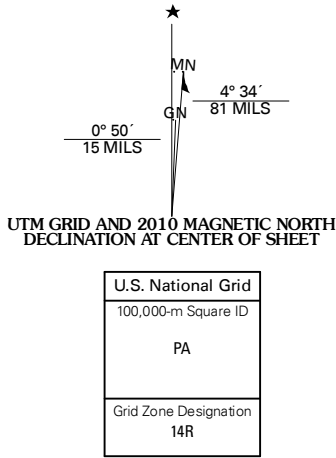 MN
4° 34´
81 MILS
GN
0° 50´
15 MILS
UTM GRID AND 2010 MAGNETIC NORTH
DECLINATION AT CENTER OF SHEET
U.S. National Grid
100,000-m Square ID
PA
Grid Zone Designation
14R